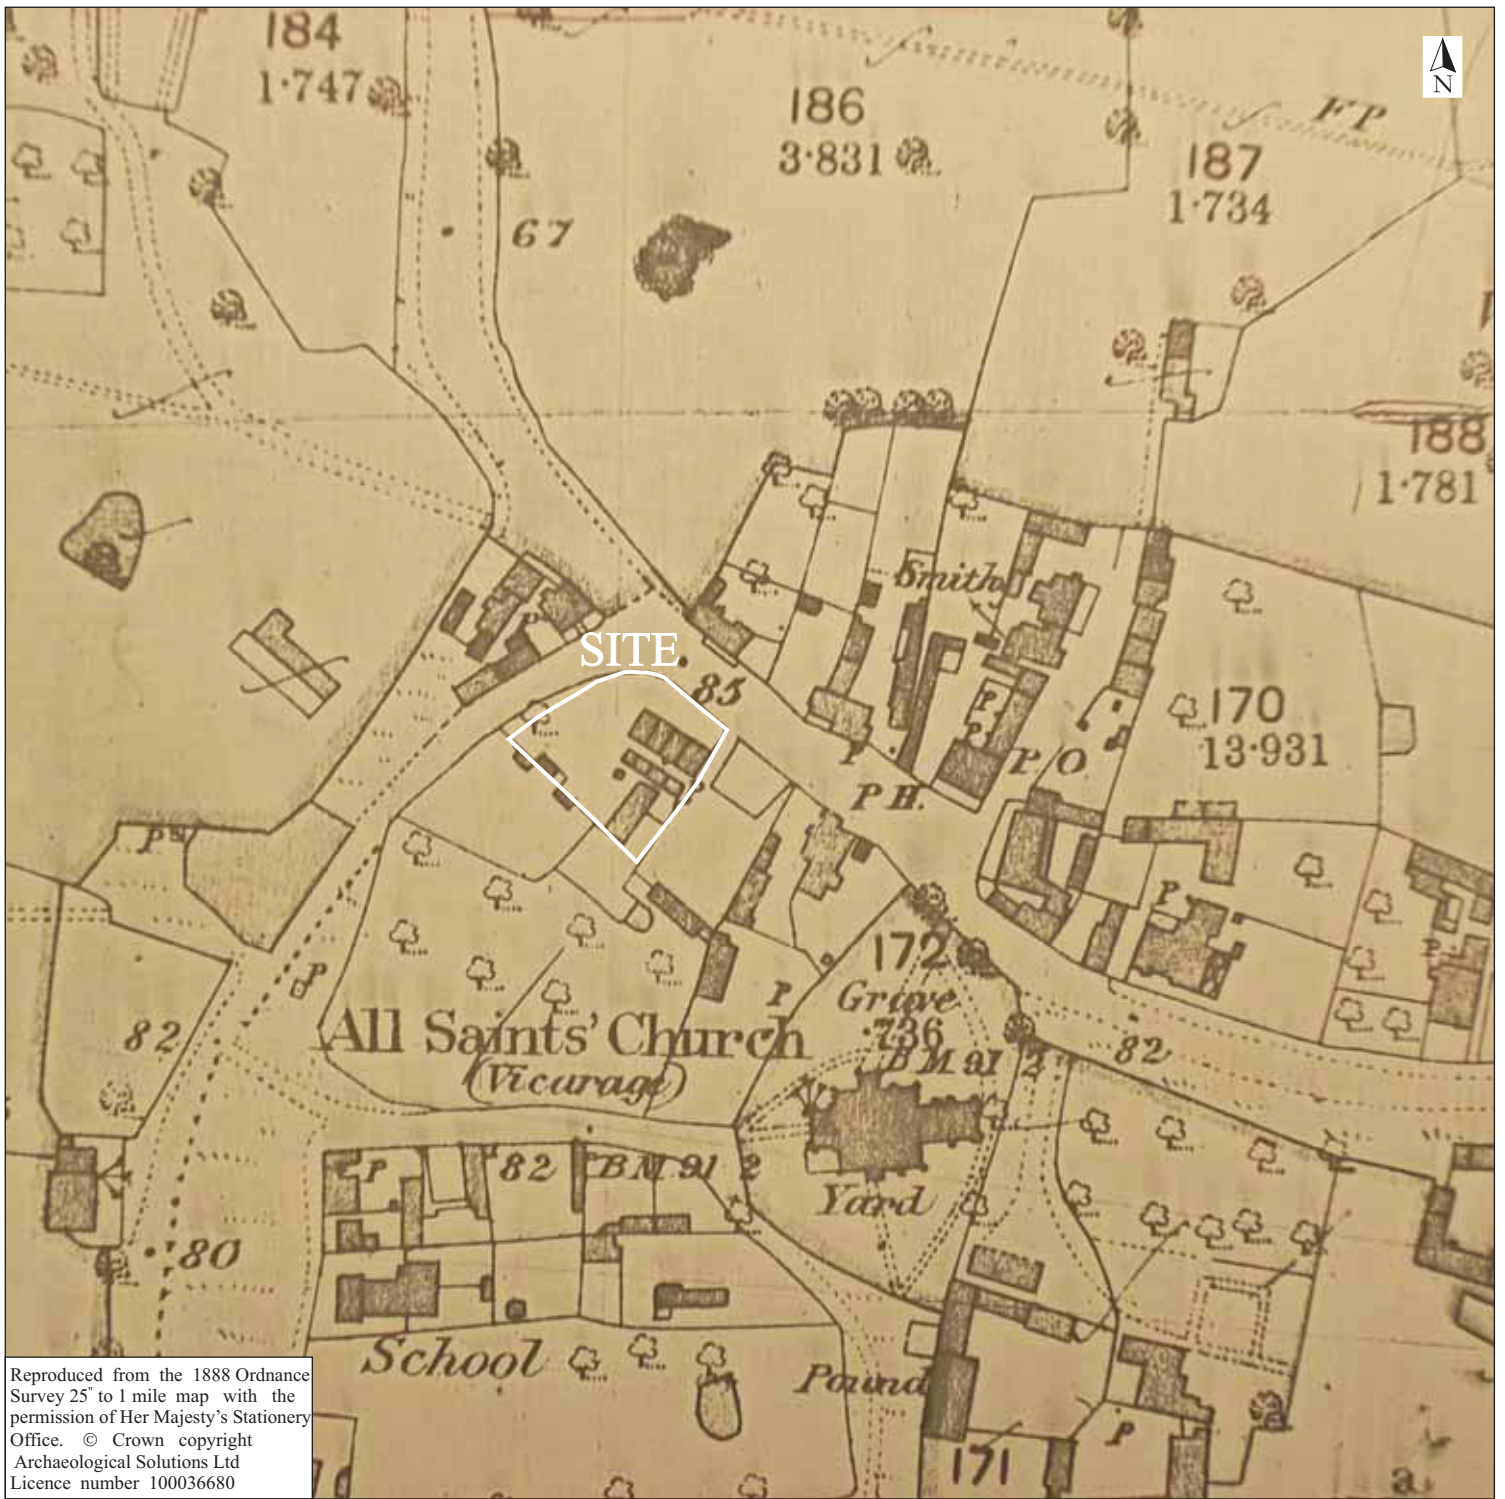 184
1·747
N
186
3·831
FP
187
1·734
67
188
1·781
Smithy
P
SITE
85
P
P
170
13·931
P
P.O
P.H.
P
P
P
P
172
P
Grave
·736
82
All Saints' Church
(Vicarage)
B.M. 91·2
82
P
82
B.M. 91·2
Yard
80
School
Pound
P
171
a.
Reproduced from the 1888 Ordnance
Survey 25" to 1 mile map with the
permission of Her Majesty's Stationery
Office. © Crown copyright
Archaeological Solutions Ltd
Licence number 100036680